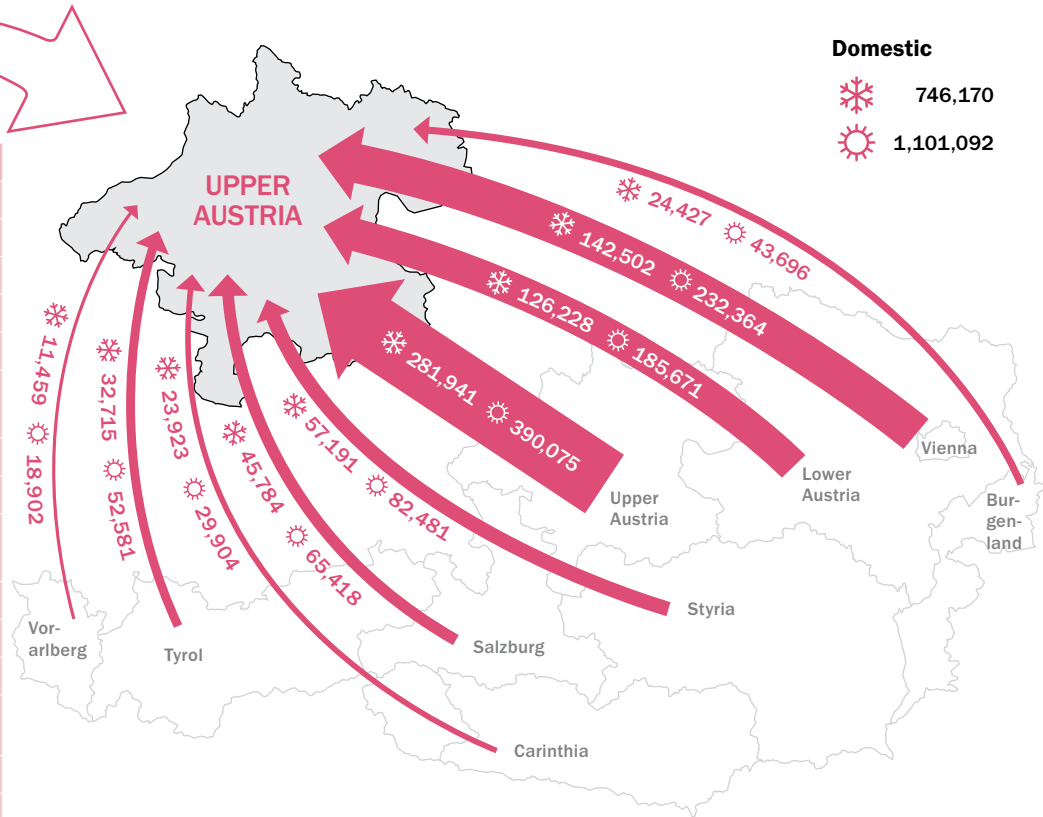 Domestic
746,170
1,101,092
UPPER
AUSTRIA
24,427 43,696
142,502 232,364
126,228 185,671
281,941 390,075
57,191 82,481
45,784 65,418
23,923 29,904
32,715 52,581
11,459 18,902
Vienna
Lower
Austria
Upper
Austria
Bur-
gen-
land
Styria
Salzburg
Carinthia
Tyrol
Vor-
arlberg